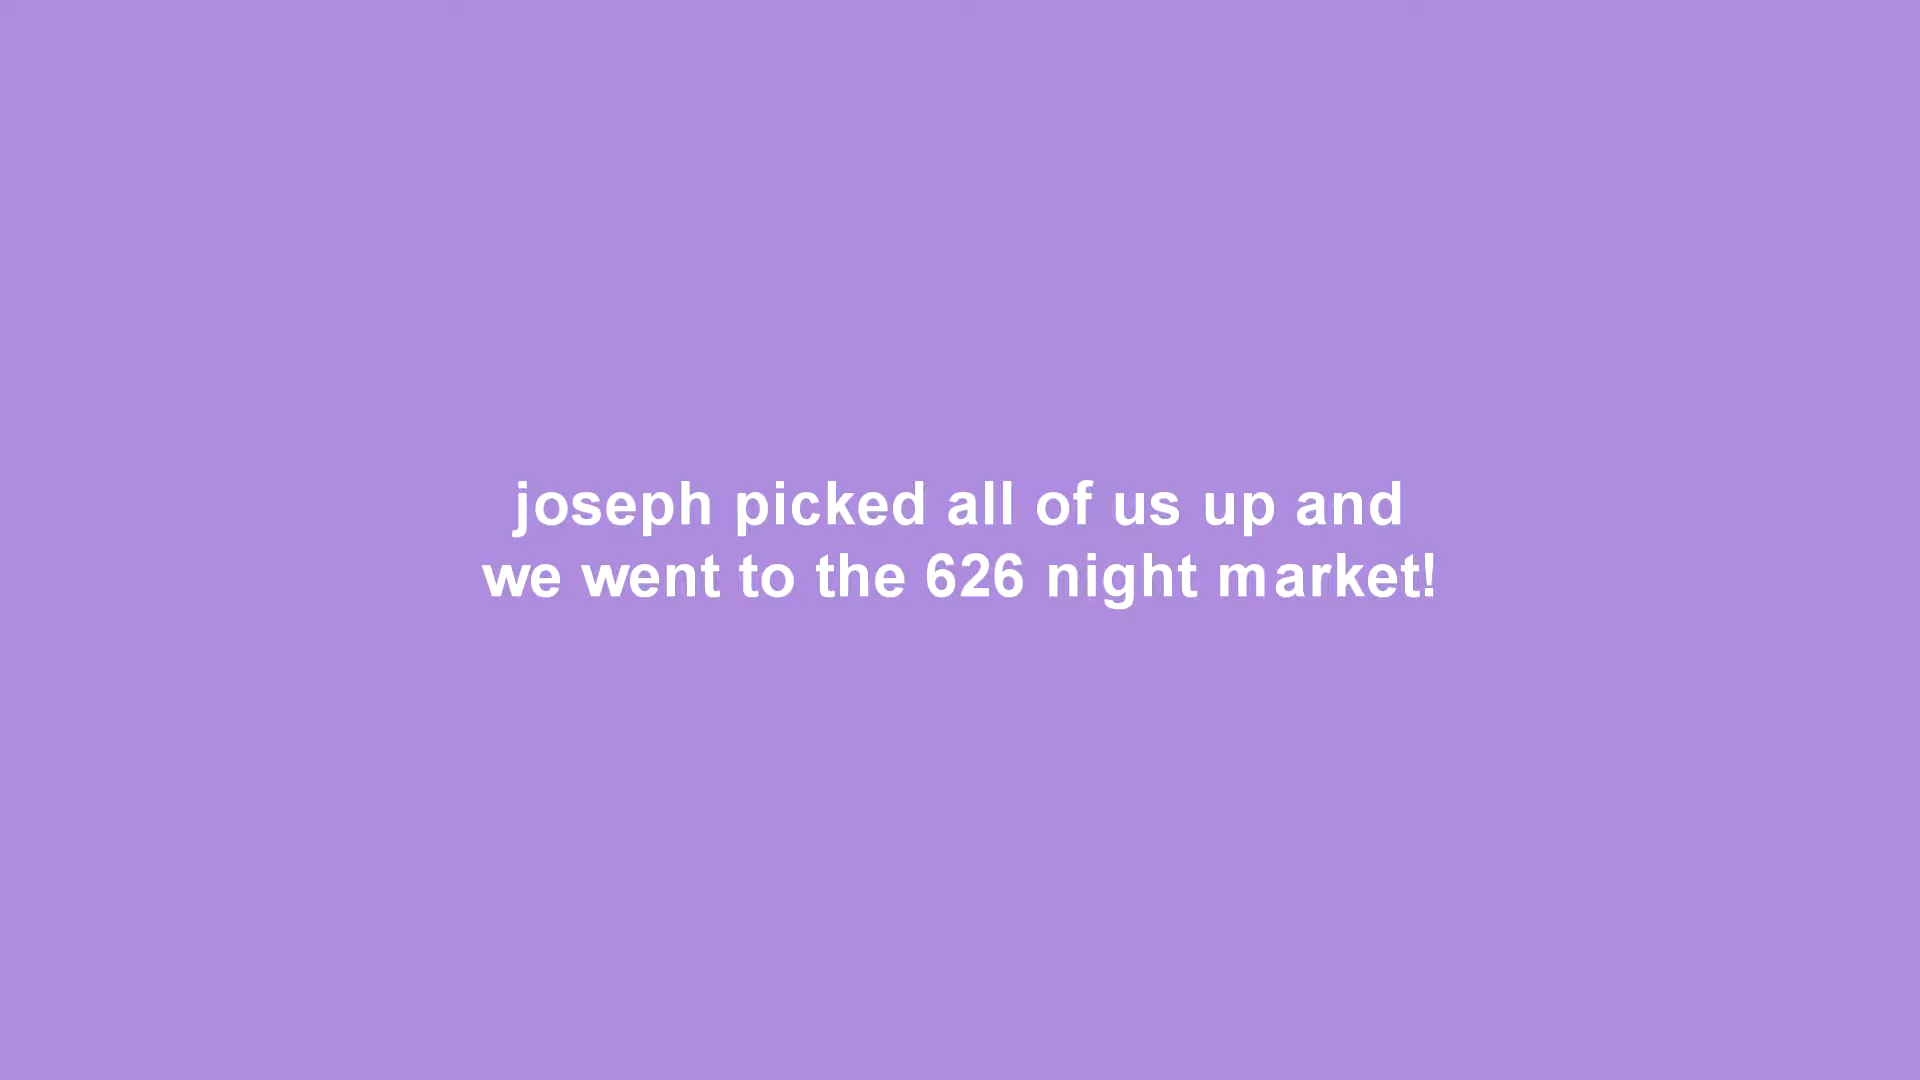 joseph picked all of us up and
we went to the 626 night market!